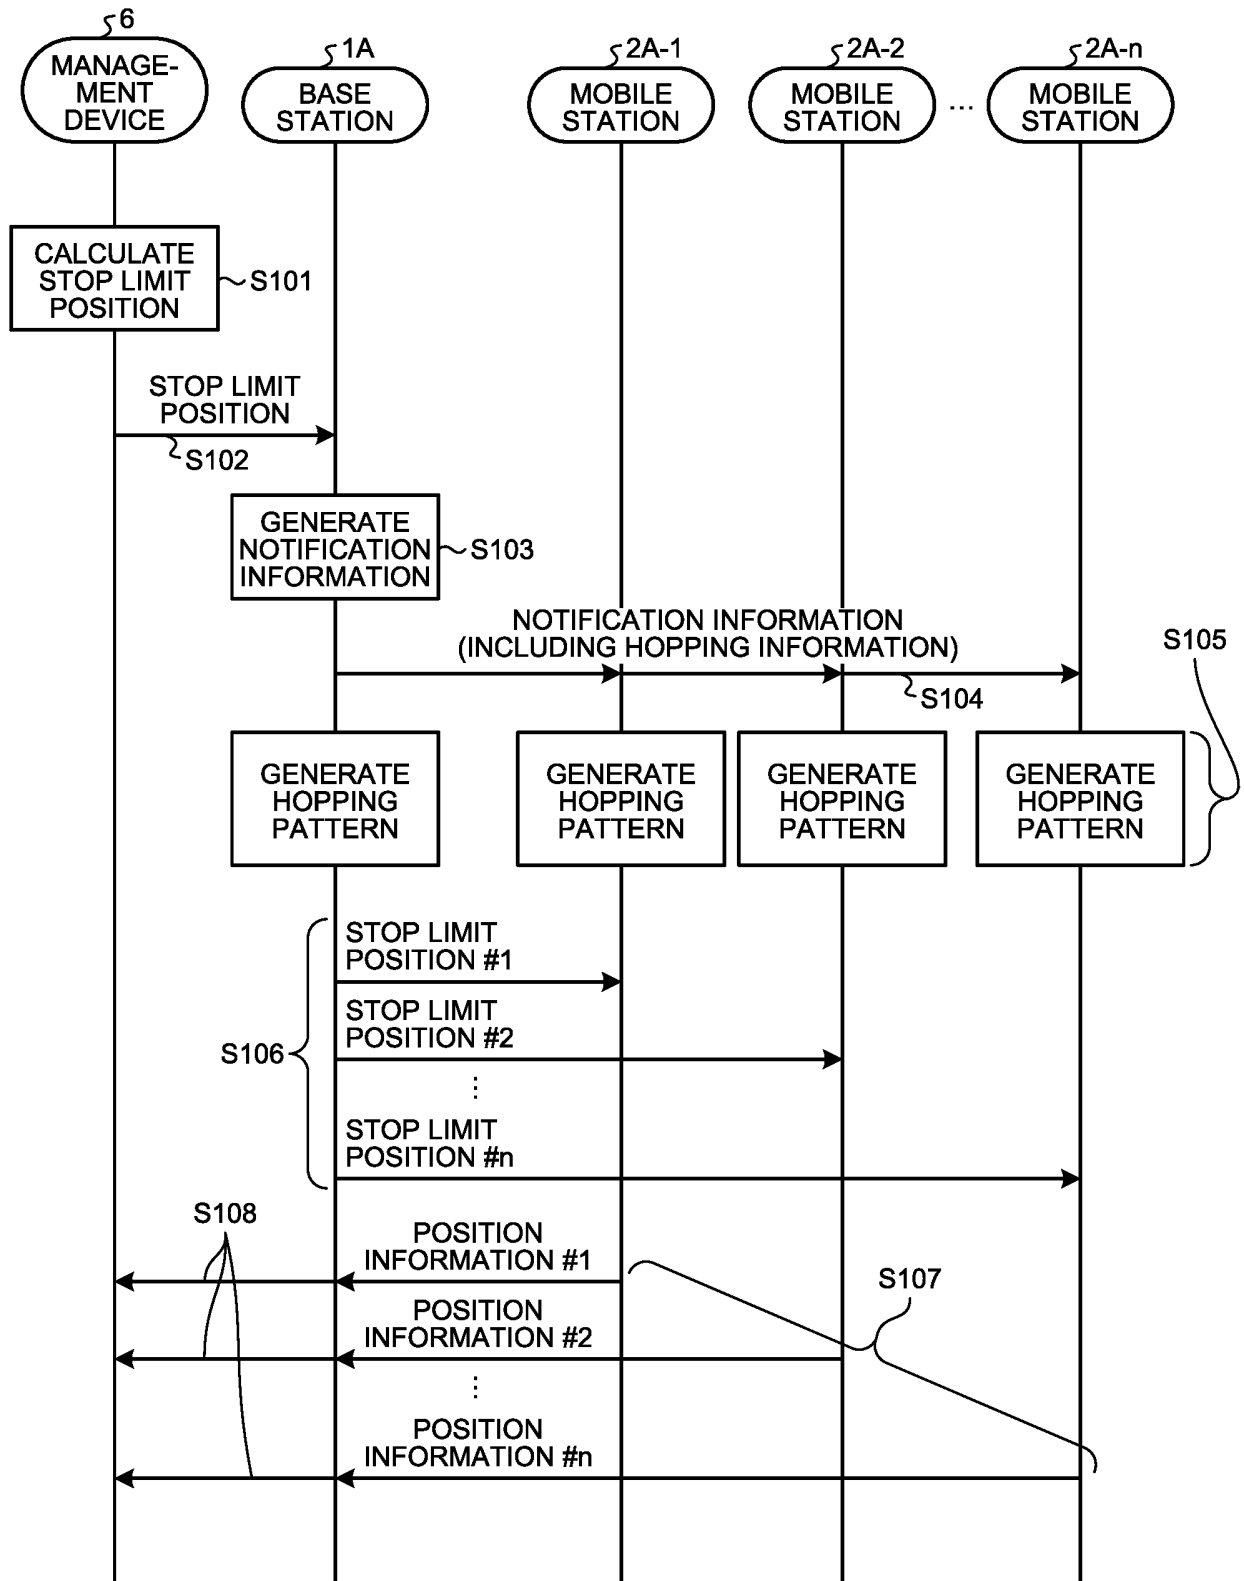 6
1A
2A-1
2A-2
2A-n
MANAGE-
MENT
DEVICE
BASE
STATION
MOBILE
STATION
MOBILE
STATION
...
MOBILE
STATION
CALCULATE
STOP LIMIT
POSITION
S101
STOP LIMIT
POSITION
S102
GENERATE
NOTIFICATION
INFORMATION
S103
NOTIFICATION INFORMATION
(INCLUDING HOPPING INFORMATION)
S104
S105
GENERATE
HOPPING
PATTERN
GENERATE
HOPPING
PATTERN
GENERATE
HOPPING
PATTERN
GENERATE
HOPPING
PATTERN
STOP LIMIT
POSITION #1
STOP LIMIT
POSITION #2
S106
⋮
STOP LIMIT
POSITION #n
S108
POSITION
INFORMATION #1
S107
POSITION
INFORMATION #2
⋮
POSITION
INFORMATION #n